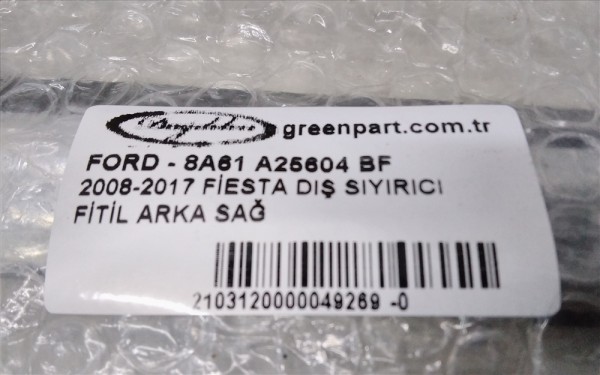 greenpart.com.tr
FORD - 8A61 A25604 BF
2008-2017 FİESTA DIŞ SIYIRICI
FİTİL ARKA SAĞ
2103120000049269 -0